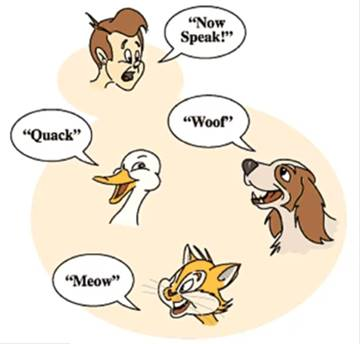 “Now
Speak!”
“Woof”
“Quack”
“Meow”